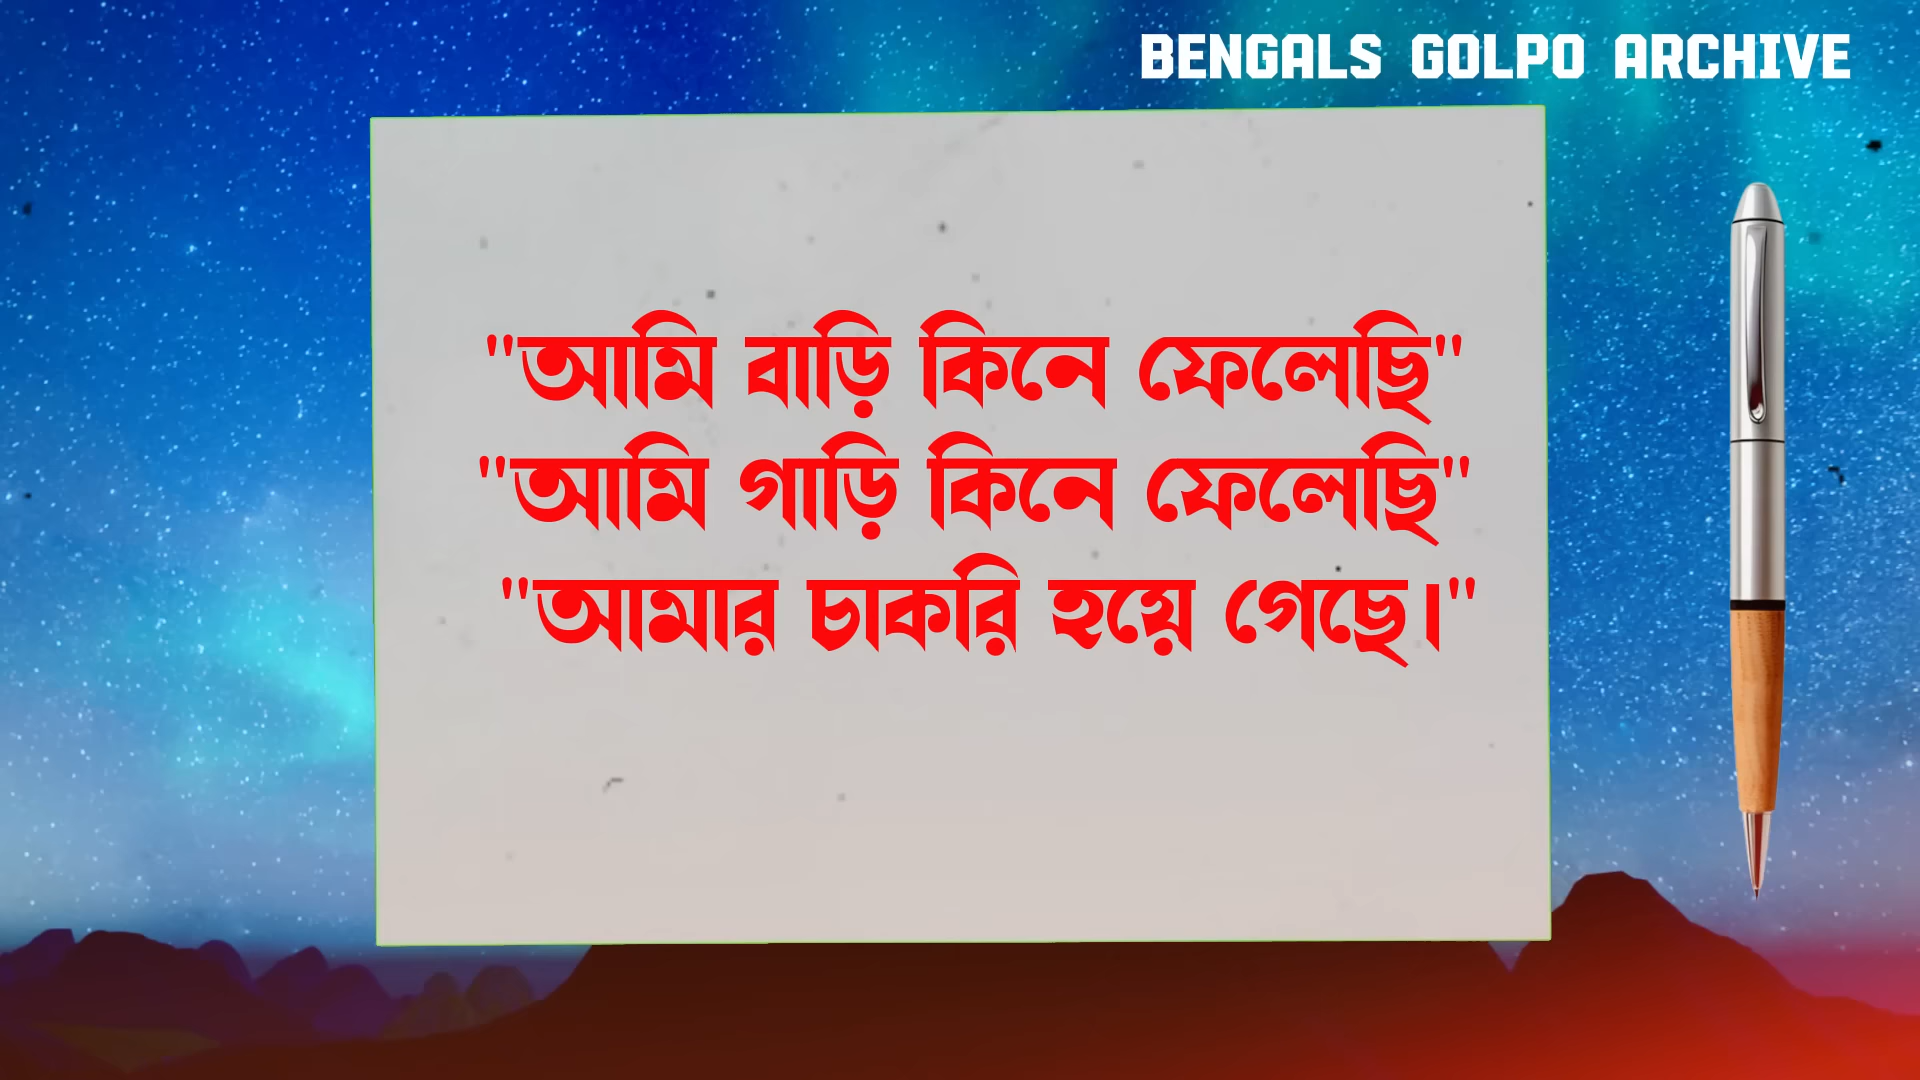 BENGALS GOLPO ARCHIVE
"আমি বাড়ি কিনে ফেলেছি"
"আমি গাড়ি কিনে ফেলেছি"
"আমার চাকরি হয়ে গেছে।"